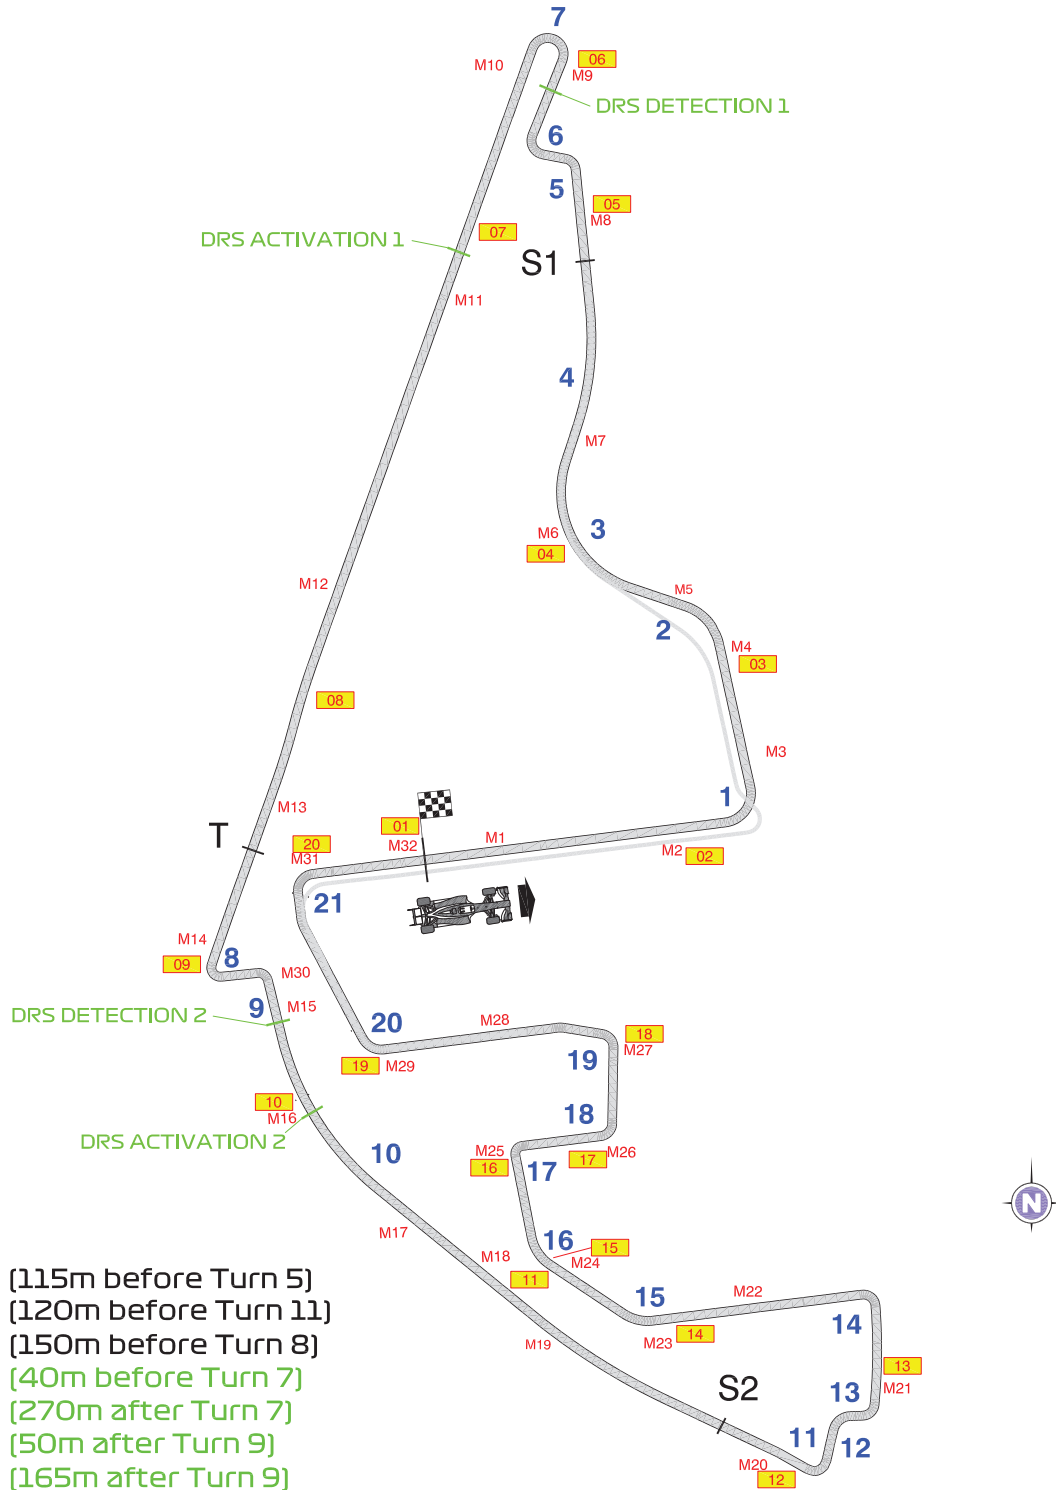 7
M10
06
M9
DRS DETECTION 1
6
5
05
M8
07
DRS ACTIVATION 1
S1
M11
4
M7
3
M6
04
M12
M5
2
M4
03
08
M3
1
M13
T
01
M32
M1
M2
02
20
M31
21
M14
09
8
M30
9
M15
DRS DETECTION 2
20
M28
18
M27
19
19
M29
10
M16
18
DRS ACTIVATION 2
10
M25
16
17
17
M26
N
M17
16
15
M24
M18
11
(115m before Turn 5)
(120m before Turn 11)
(150m before Turn 8)
(40m before Turn 7)
(270m after Turn 7)
(50m after Turn 9)
(165m after Turn 9)
15
M22
14
M23
14
M19
13
M21
S2
13
11
12
M20
12